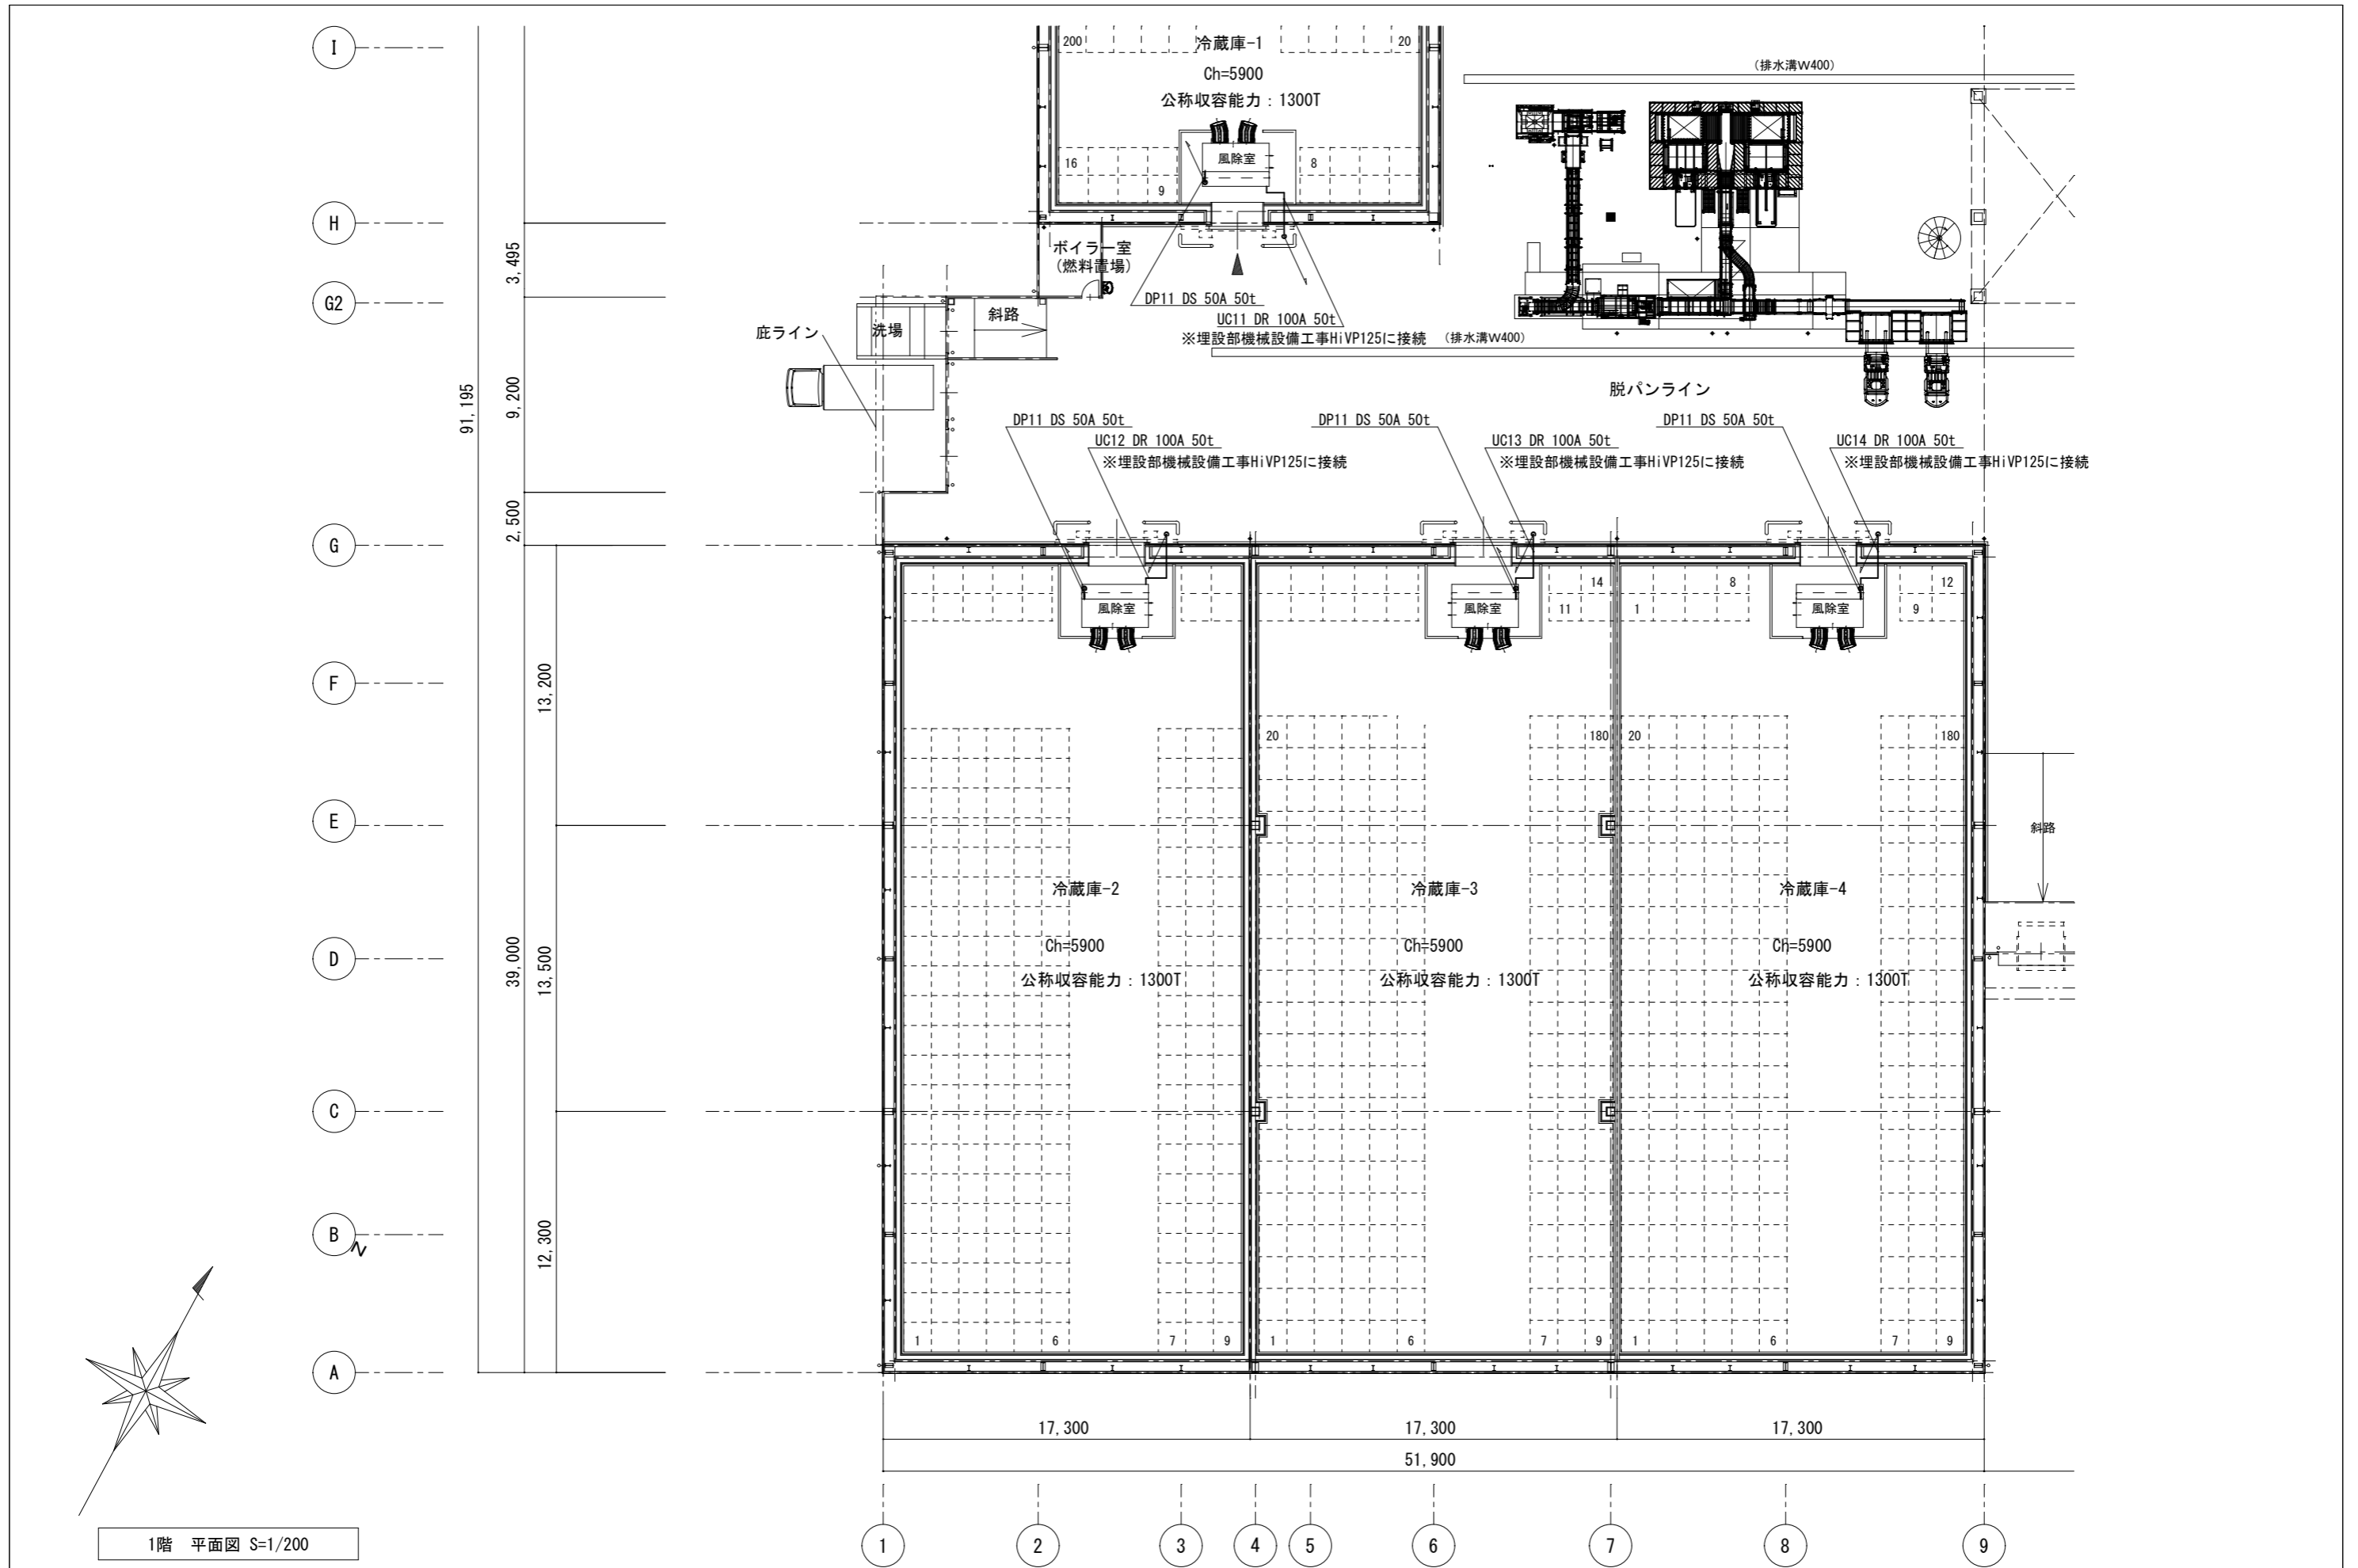 I
H
G2
G
F
E
D
C
B
A
N
91,195
3,495
9,200
2,500
39,000
13,200
13,500
12,300
200
冷蔵庫-1
20
Ch=5900
公称収容能力：1300T
16
9
風除室
8
(排水溝W400)
ボイラー室
(燃料置場)
DP11 DS 50A 50t
UC11 DR 100A 50t
※埋設部機械設備工事HiVP125に接続
(排水溝W400)
庇ライン
洗場
斜路
脱パンライン
DP11 DS 50A 50t
UC12 DR 100A 50t
※埋設部機械設備工事HiVP125に接続
DP11 DS 50A 50t
UC13 DR 100A 50t
※埋設部機械設備工事HiVP125に接続
DP11 DS 50A 50t
UC14 DR 100A 50t
※埋設部機械設備工事HiVP125に接続
風除室
風除室
14
11
8
1
風除室
12
9
20
180
20
180
斜路
冷蔵庫-2
Ch=5900
公称収容能力：1300T
冷蔵庫-3
Ch=5900
公称収容能力：1300T
冷蔵庫-4
Ch=5900
公称収容能力：1300T
1
6
7
9
1
6
7
9
1
6
7
9
17,300
17,300
17,300
51,900
1
2
3
4
5
6
7
8
9
1階 平面図 S=1/200